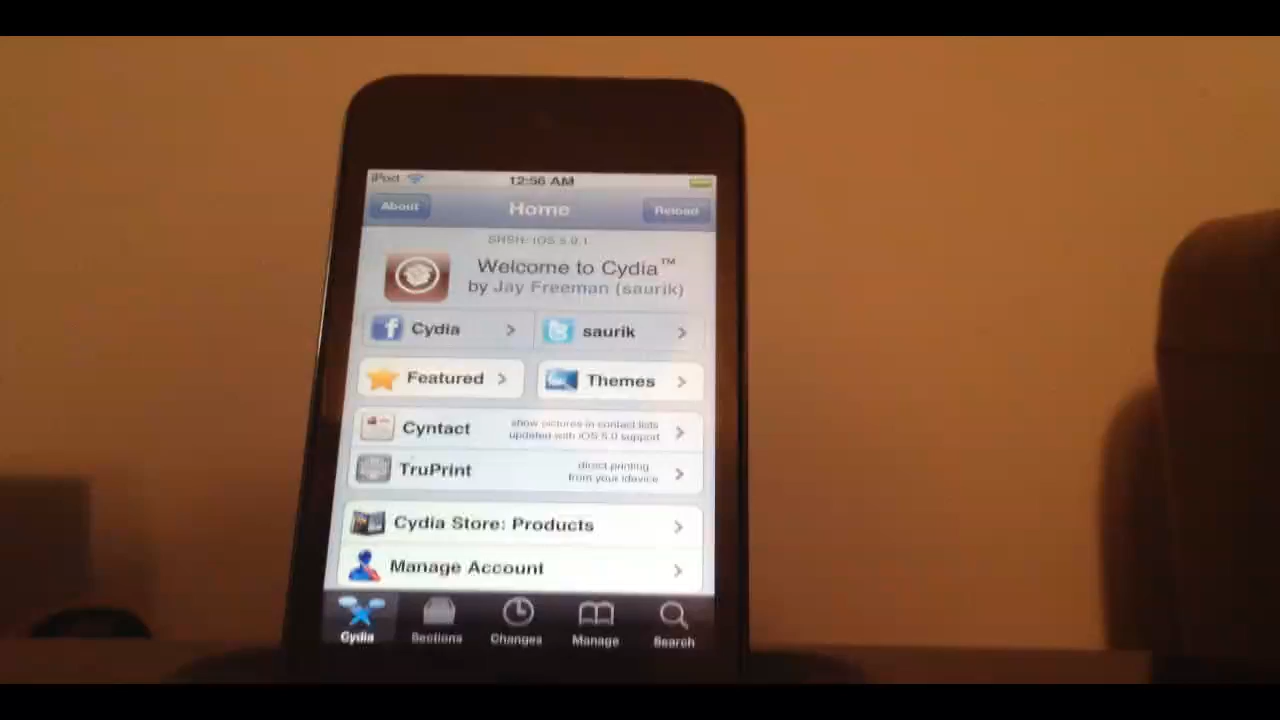 iPod 12:56 AM
About Home Reload
SHSH: iOS 5.0.1
Welcome to Cydia™
by Jay Freeman (saurik)
Cydia saurik
Featured Themes
Cyntact show pictures in contact lists
updated with iOS 5.0 support
TruPrint direct printing
from your idevice
Cydia Store: Products
Manage Account
Cydia Sections Changes Manage Search